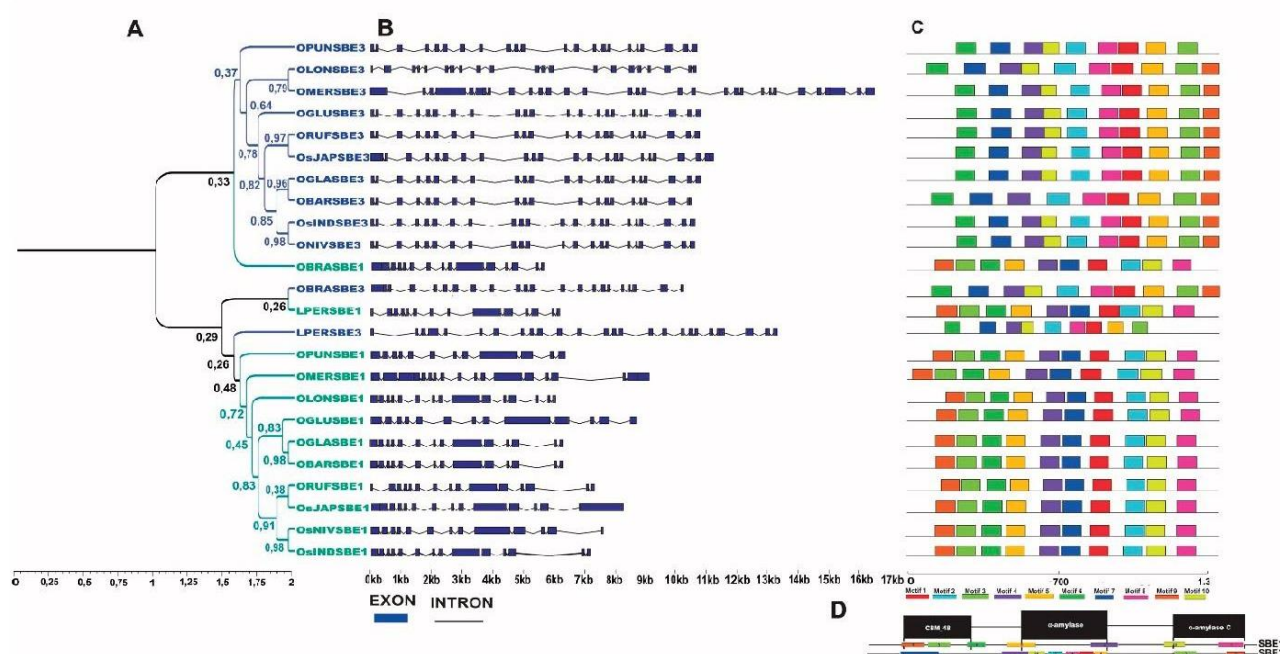 A B C
OPUNSBE3
0,37
OLONSBE3
0,79
OMERSBE3
0.64
OGLUSBE3
0,97
ORUFSBE3
0,78
OsJAPSBE3
0,33
0,82 0,96
OGLASBE3
OBARSBE3
0.85
OsINDSBE3
0,98
ONIVSBE3
OBRASBE1
OBRASBE3
0,26
LPERSBE1
0,29
LPERSBE3
0,26
OPUNSBE1
0,48
OMERSBE1
0,72
OLONSBE1
0,83
OGLUSBE1
0,45
OGLASBE1
0,98
OBARSBE1
0,83 0,38
ORUFSBE1
OsJAPSBE1
0,91
OsNIVSBE1
0,98
OsINDSBE1
0 0,25 0,5 0,75 1 1,25 1,5 1,75 2
0kb 1kb 2kb 3kb 4kb 5kb 6kb 7kb 8kb 9kb 10kb 11kb 12kb 13kb 14kb 15kb 16kb 17kb
0 700 1.3
EXON INTRON
Motif 1 Motif 2 Motif 3 Motif 4 Motif 5 Motif 6 Motif 7 Motif 8 Motif 9 Motif 10
D
CBM_48 α-amylase α-amylase C
SBE1